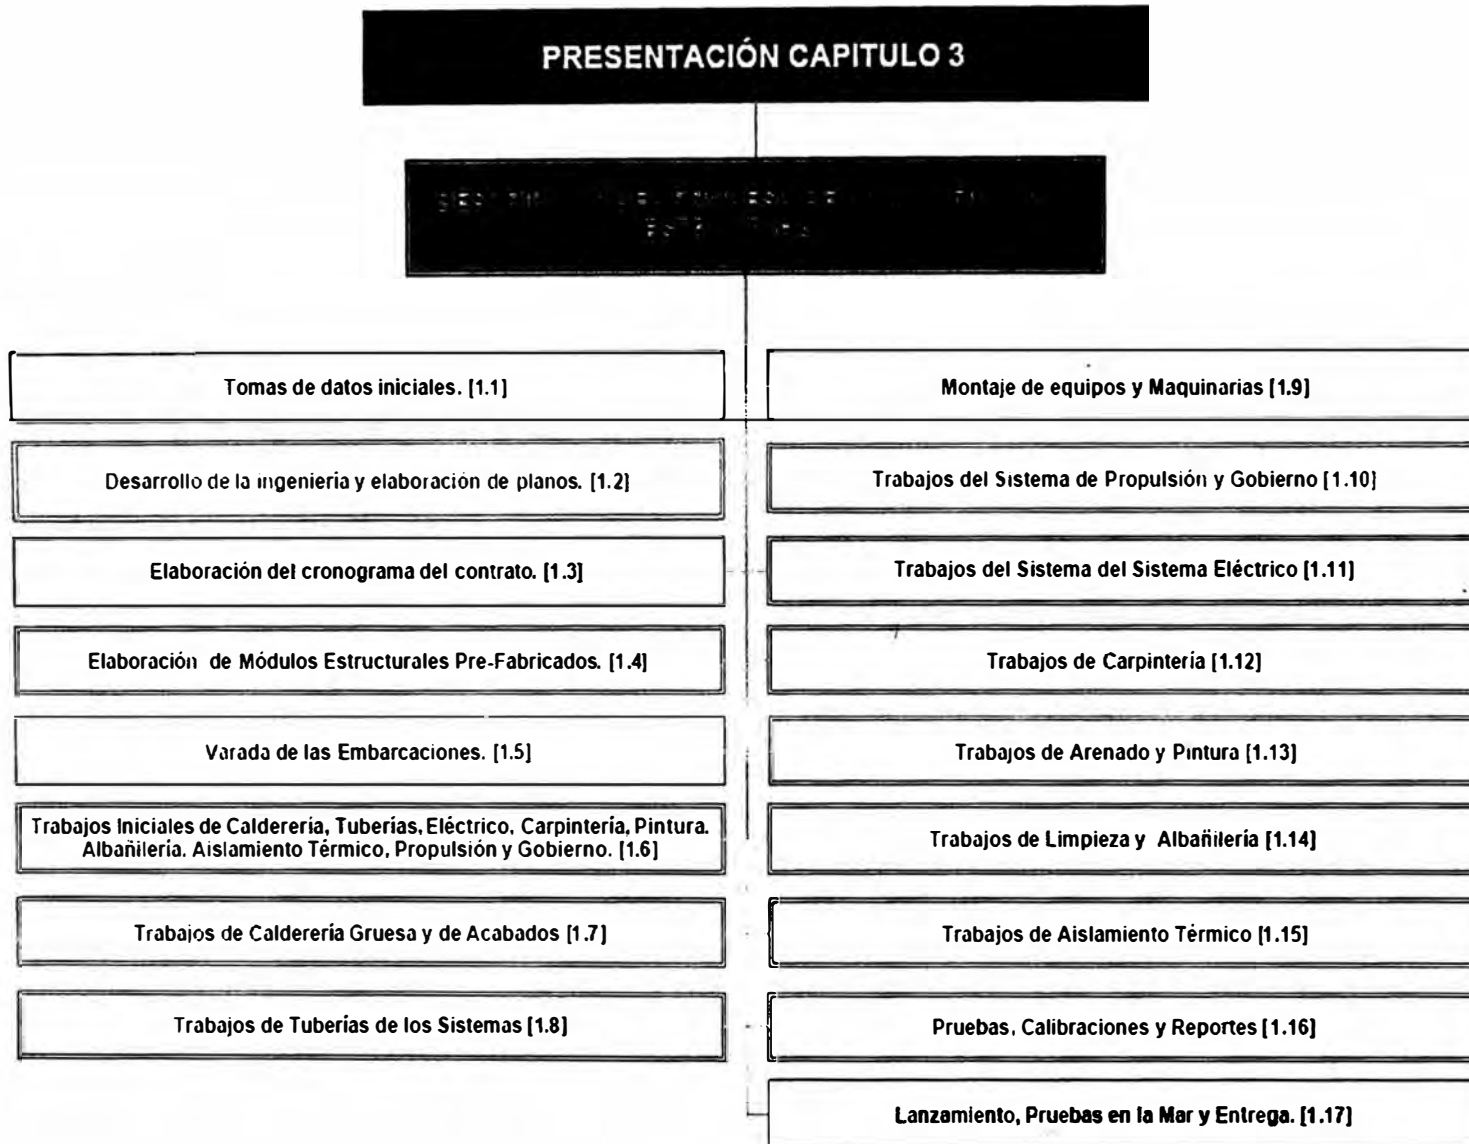 PRESENTACIÓN CAPITULO 3
Tomas de datos iniciales. [1.1]
Desarrollo de la ingeniería y elaboración de planos. [1.2]
Elaboración del cronograma del contrato. [1.3]
Elaboración de Módulos Estructurales Pre-Fabricados. [1.4]
Varada de las Embarcaciones. [1.5]
Trabajos Iniciales de Calderería, Tuberías, Eléctrico, Carpintería, Pintura.
Albañilería. Aislamiento Térmico, Propulsión y Gobierno. [1.6]
Trabajos de Calderería Gruesa y de Acabados [1.7]
Trabajos de Tuberías de los Sistemas [1.8]
Montaje de equipos y Maquinarias [1.9]
Trabajos del Sistema de Propulsión y Gobierno [1.10]
Trabajos del Sistema del Sistema Eléctrico [1.11]
Trabajos de Carpintería [1.12]
Trabajos de Arenado y Pintura [1.13]
Trabajos de Limpieza y Albañilería [1.14]
Trabajos de Aislamiento Térmico [1.15]
Pruebas, Calibraciones y Reportes [1.16]
Lanzamiento, Pruebas en la Mar y Entrega. [1.17]